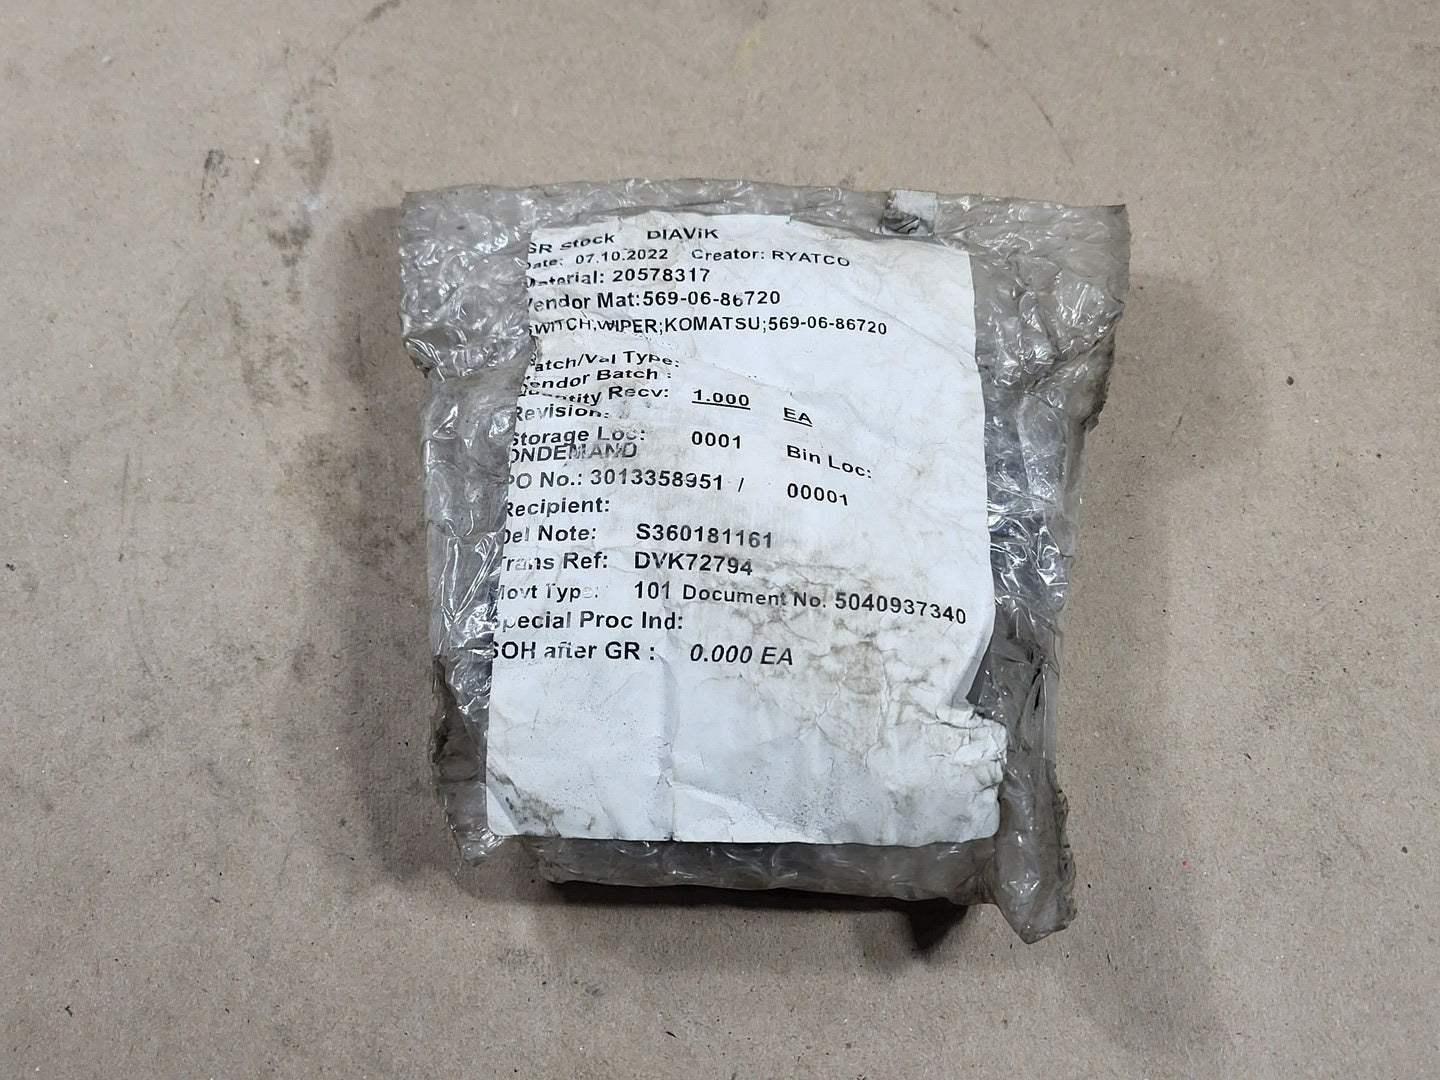 GR Stock DIAViK
Date: 07.10.2022 Creator: RYATCO
Material: 20578317
Vendor Mat:569-06-86720
SWITCH;WIPER;KOMATSU;569-06-86720
Batch/Val Type:
Vendor Batch :
Quantity Recv: 1.000 EA
Revision:
Storage Loc: 0001 Bin Loc:
ONDEMAND
PO No.: 3013358951 / 00001
Recipient:
Del Note: S360181161
Trans Ref: DVK72794
Movt Type: 101 Document No. 5040937340
Special Proc Ind:
SOH after GR : 0.000 EA